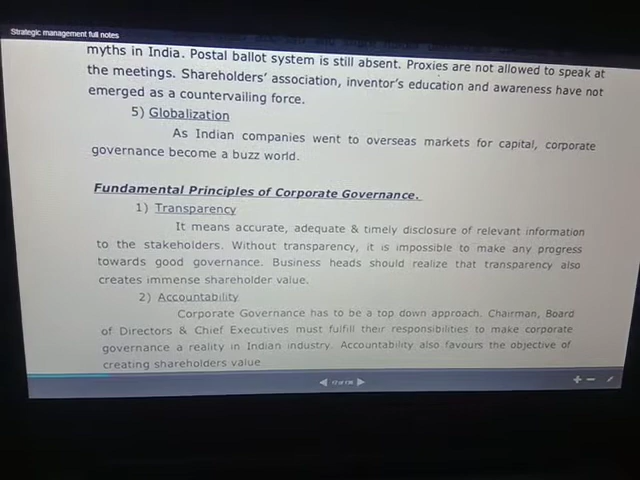 Strategic management full notes
myths in India. Postal ballot system is still absent. Proxies are not allowed to speak at
the meetings. Shareholders' association, inventor's education and awareness have not
emerged as a countervailing force.
5) Globalization
As Indian companies went to overseas markets for capital, corporate
governance become a buzz world.
Fundamental Principles of Corporate Governance.
1) Transparency
It means accurate, adequate & timely disclosure of relevant information
to the stakeholders. Without transparency, it is impossible to make any progress
towards good governance. Business heads should realize that transparency also
creates immense shareholder value.
2) Accountability
Corporate Governance has to be a top down approach. Chairman, Board
of Directors & Chief Executives must fulfill their responsibilities to make corporate
governance a reality in Indian industry. Accountability also favours the objective of
creating shareholders value